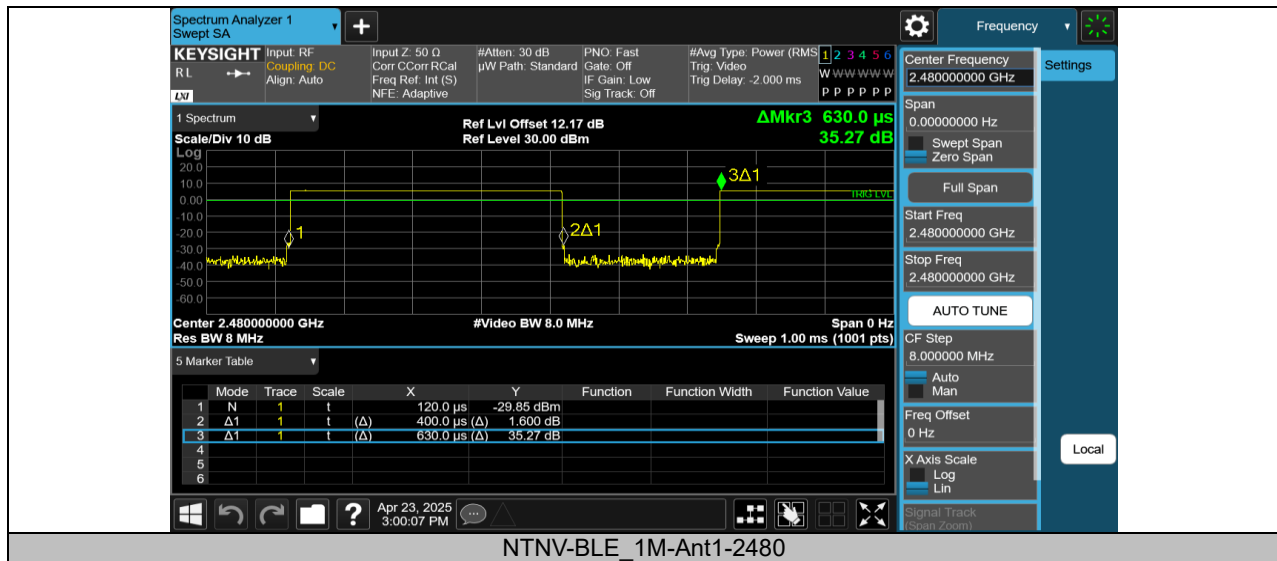 Spectrum Analyzer 1
Swept SA
Frequency
KEYSIGHT
RL
LXI
Input: RF
Coupling: DC
Align: Auto
Input Z: 50 Ω
Corr CCorr RCal
Freq Ref: Int (S)
NFE: Adaptive
#Atten: 30 dB
µW Path: Standard
PNO: Fast
Gate: Off
IF Gain: Low
Sig Track: Off
#Avg Type: Power (RMS
Trig: Video
Trig Delay: -2.000 ms
1 2 3 4 5 6
W W W W W W
P P P P P P
1 Spectrum
Scale/Div 10 dB
Ref Lvl Offset 12.17 dB
Ref Level 30.00 dBm
ΔMkr3 630.0 µs
35.27 dB
Log
20.0
10.0
0.00
-10.0
-20.0
-30.0
-40.0
-50.0
-60.0
1
2Δ1
3Δ1
TRIG LVL
Center 2.480000000 GHz
Res BW 8 MHz
#Video BW 8.0 MHz
Span 0 Hz
Sweep 1.00 ms (1001 pts)
5 Marker Table
Mode Trace Scale X Y Function Function Width Function Value
1 N 1 t 120.0 µs -29.85 dBm
2 Δ1 1 t (Δ) 400.0 µs (Δ) 1.600 dB
3 Δ1 1 t (Δ) 630.0 µs (Δ) 35.27 dB
4
5
6
Apr 23, 2025
3:00:07 PM
Center Frequency
2.480000000 GHz
Span
0.00000000 Hz
Swept Span
Zero Span
Full Span
Start Freq
2.480000000 GHz
Stop Freq
2.480000000 GHz
AUTO TUNE
CF Step
8.000000 MHz
Auto
Man
Freq Offset
0 Hz
X Axis Scale
Log
Lin
Signal Track
(Span Zoom)
Settings
Local
NTNV-BLE_1M-Ant1-2480